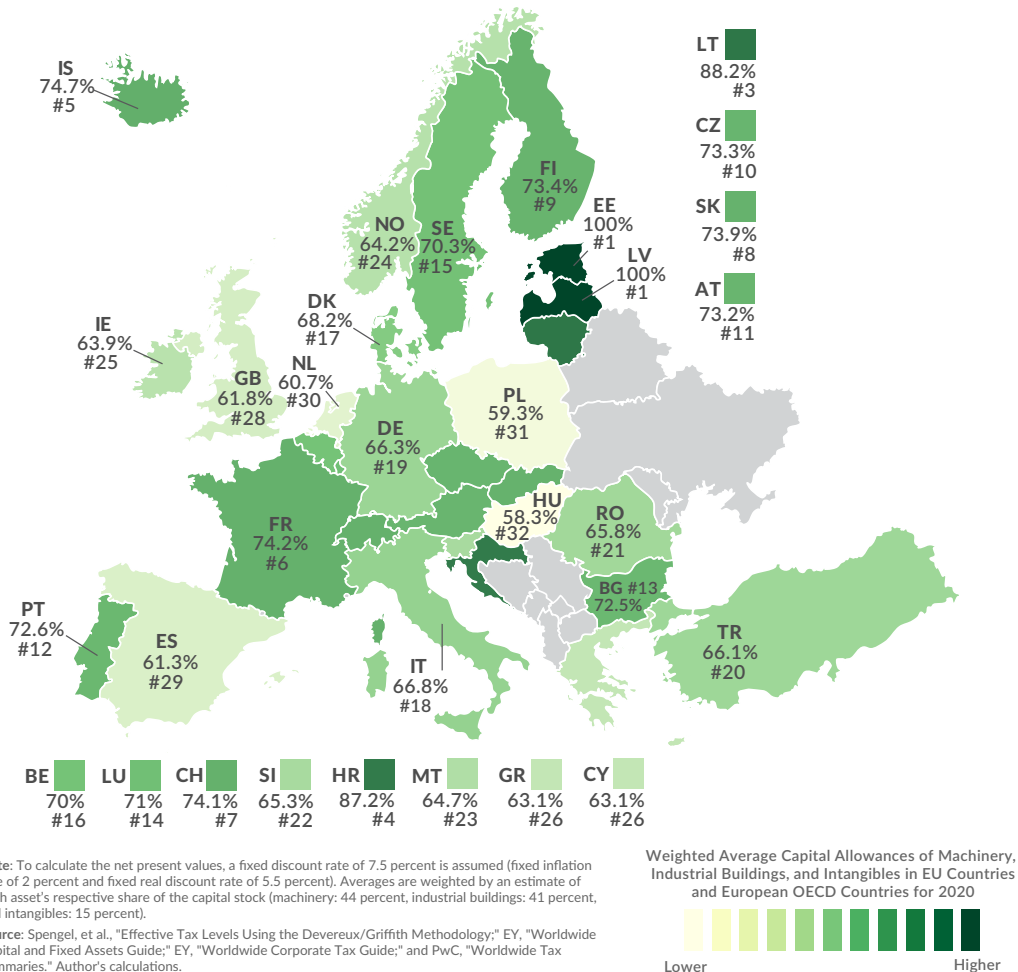 IS
74.7%
#5
LT
88.2%
#3
CZ
73.3%
#10
SK
73.9%
#8
AT
73.2%
#11
FI
73.4%
#9
EE
100%
#1
LV
100%
#1
NO
64.2%
#24
SE
70.3%
#15
DK
68.2%
#17
IE
63.9%
#25
NL
60.7%
#30
GB
61.8%
#28
PL
59.3%
#31
DE
66.3%
#19
HU
58.3%
#32
RO
65.8%
#21
FR
74.2%
#6
BG #13
72.5%
PT
72.6%
#12
ES
61.3%
#29
IT
66.8%
#18
TR
66.1%
#20
BE
70%
#16
LU
71%
#14
CH
74.1%
#7
SI
65.3%
#22
HR
87.2%
#4
MT
64.7%
#23
GR
63.1%
#26
CY
63.1%
#26
te: To calculate the net present values, a fixed discount rate of 7.5 percent is assumed (fixed inflation
e of 2 percent and fixed real discount rate of 5.5 percent). Averages are weighted by an estimate of
h asset's respective share of the capital stock (machinery: 44 percent, industrial buildings: 41 percent,
l intangibles: 15 percent).
urce: Spengel, et al., "Effective Tax Levels Using the Devereux/Griffith Methodology;" EY, "Worldwide
pital and Fixed Assets Guide;" EY, "Worldwide Corporate Tax Guide;" and PwC, "Worldwide Tax
mmaries." Author's calculations.
Weighted Average Capital Allowances of Machinery,
Industrial Buildings, and Intangibles in EU Countries
and European OECD Countries for 2020
Lower
Higher